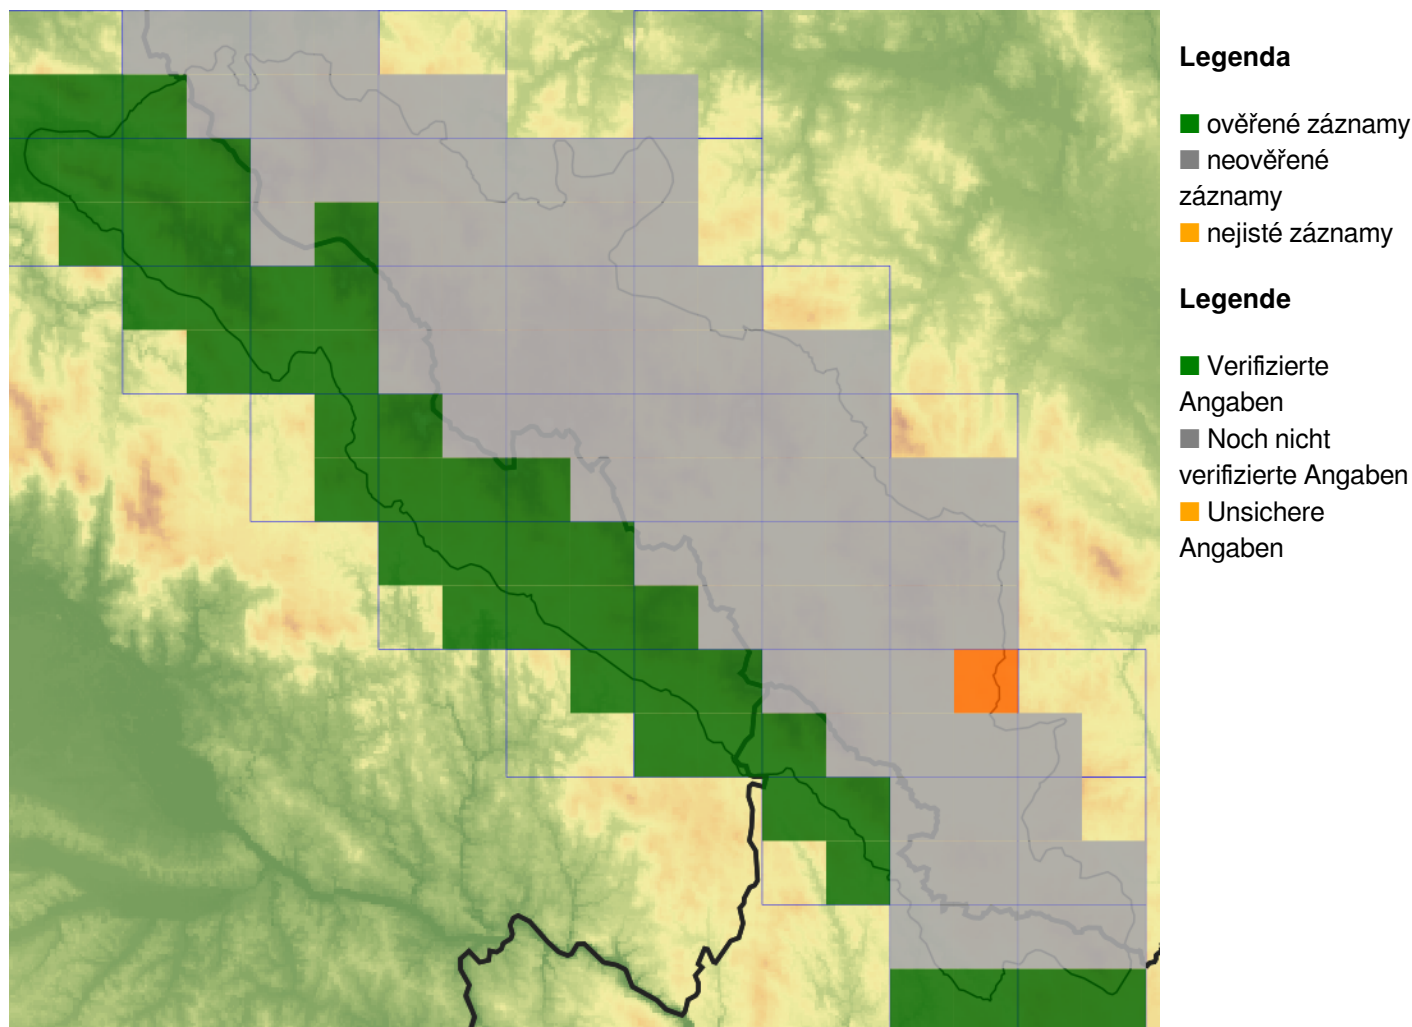 Legenda
ověřené záznamy
neověřené
záznamy
nejisté záznamy
Legende
Verifizierte
Angaben
Noch nicht
verifizierte Angaben
Unsichere
Angaben